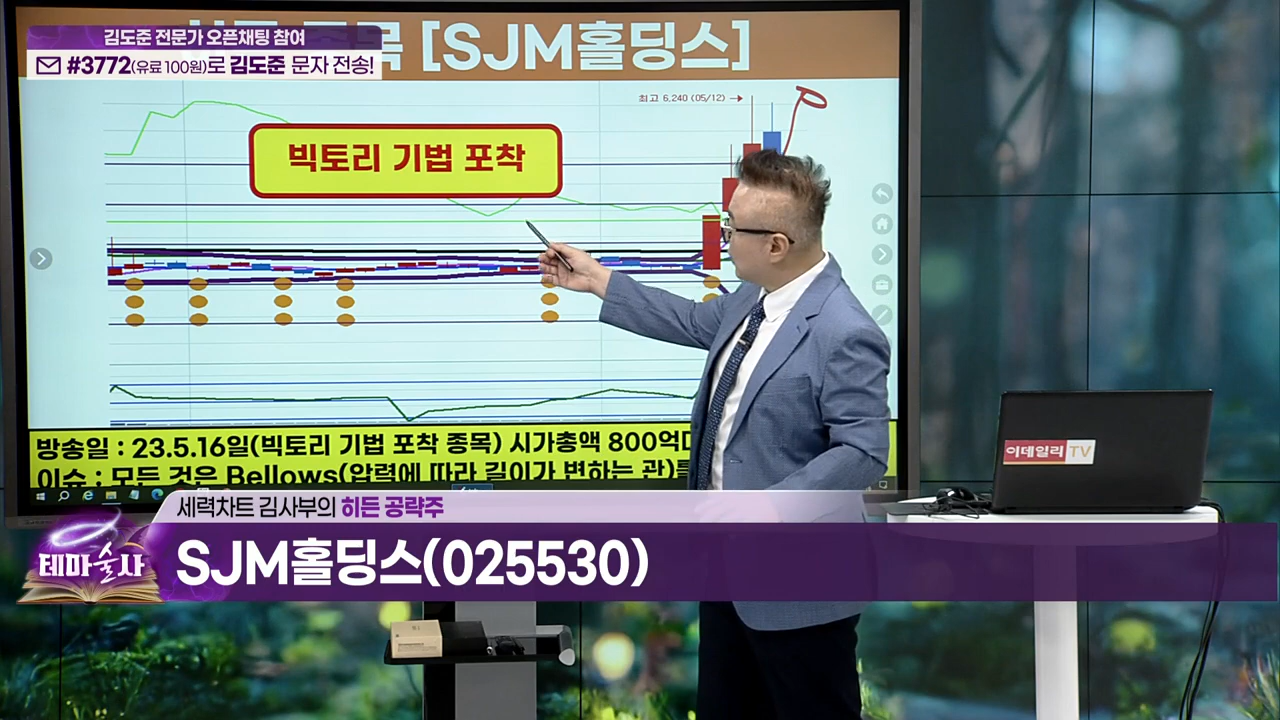 김도준 전문가 오픈채팅 참여
#3772(유료 100원)로 김도준 문자 전송!
[SJM홀딩스]
최고 6,240 (05/12)
빅토리 기법 포착
방송일 : 23.5.16일(빅토리 기법 포착 종목) 시가총액 800억
이슈 : 모든 것은 Bellows(압력에 따라 길이가 변하는 관)를
이데일리TV
세력차트 김사부의 히든 공략주
테마술사
SJM홀딩스(025530)